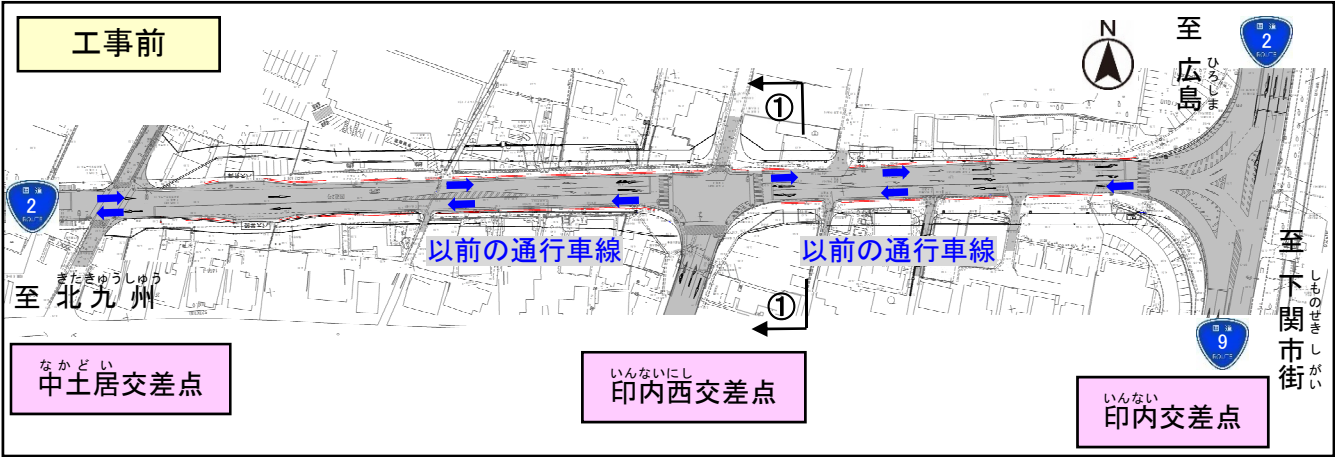 工事前
N
至 広島
ひろしま
国道
2
ROUTE
①
国道
2
ROUTE
以前の通行車線
以前の通行車線
至 北九州
きたきゅうしゅう
①
至 下関市街
しものせきしがい
国道
9
ROUTE
なかどい
中土居交差点
いんないにし
印内西交差点
いんない
印内交差点